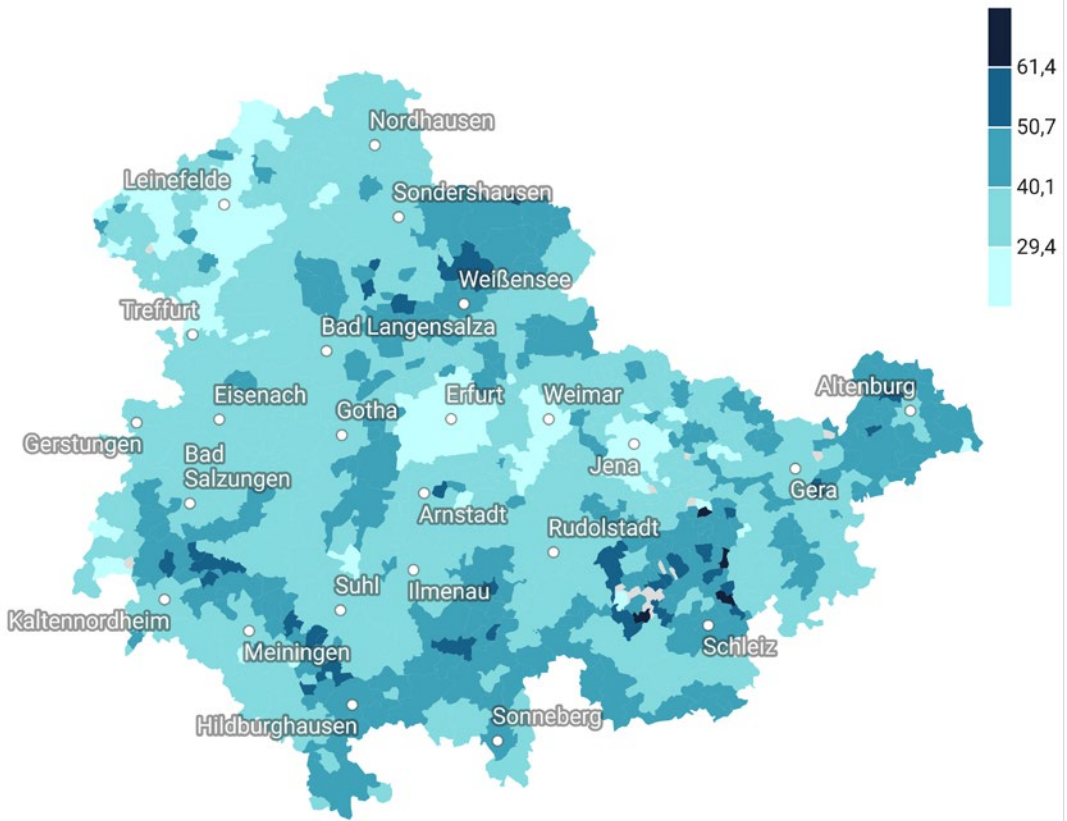 61,4
Nordhausen
50,7
Leinefelde
Sondershausen
40,1
29,4
Weißensee
Treffurt
Bad Langensalza
Altenburg
Eisenach
Gotha
Erfurt
Weimar
Gerstungen
Bad
Salzungen
Jena
Gera
Arnstadt
Rudolstadt
Suhl
Ilmenau
Kaltennordheim
Meiningen
Schleiz
Hildburghausen
Sonneberg